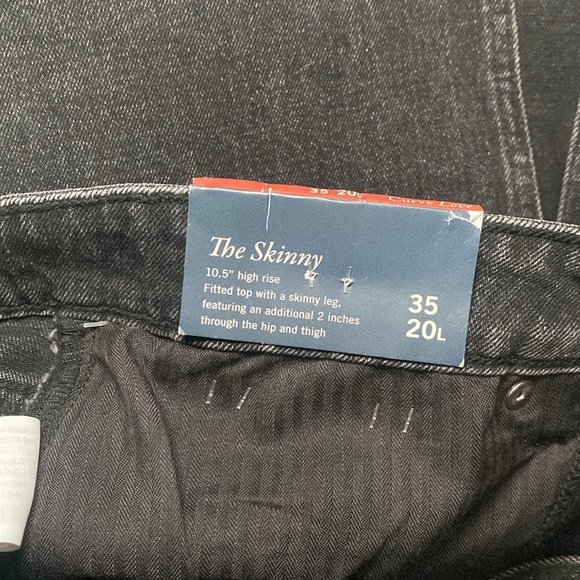 35 20L Curve Love
The Skinny
10.5" high rise
Fitted top with a skinny leg,
featuring an additional 2 inches
through the hip and thigh
35
20L